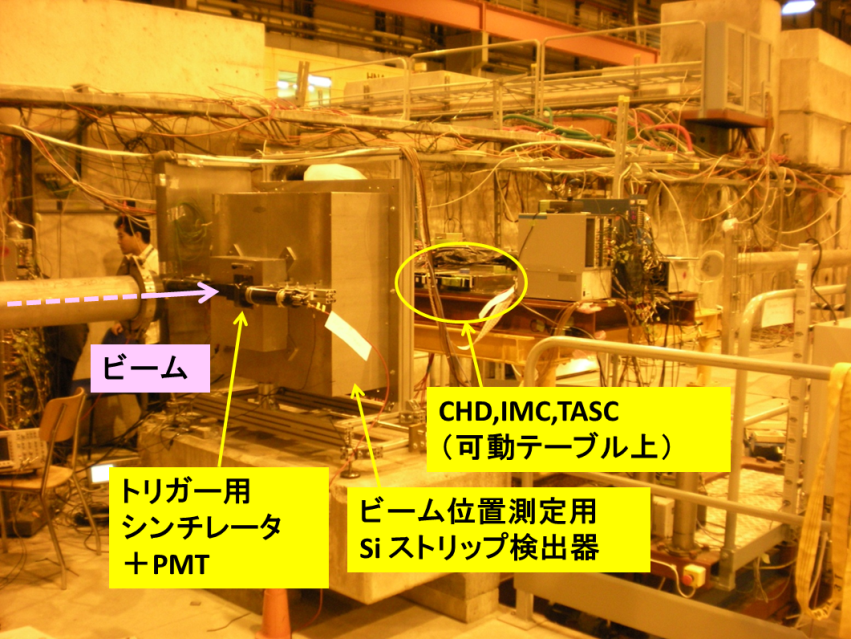 ビーム
CHD,IMC,TASC
（可動テーブル上）
トリガー用
シンチレータ
＋PMT
ビーム位置測定用
Si ストリップ検出器